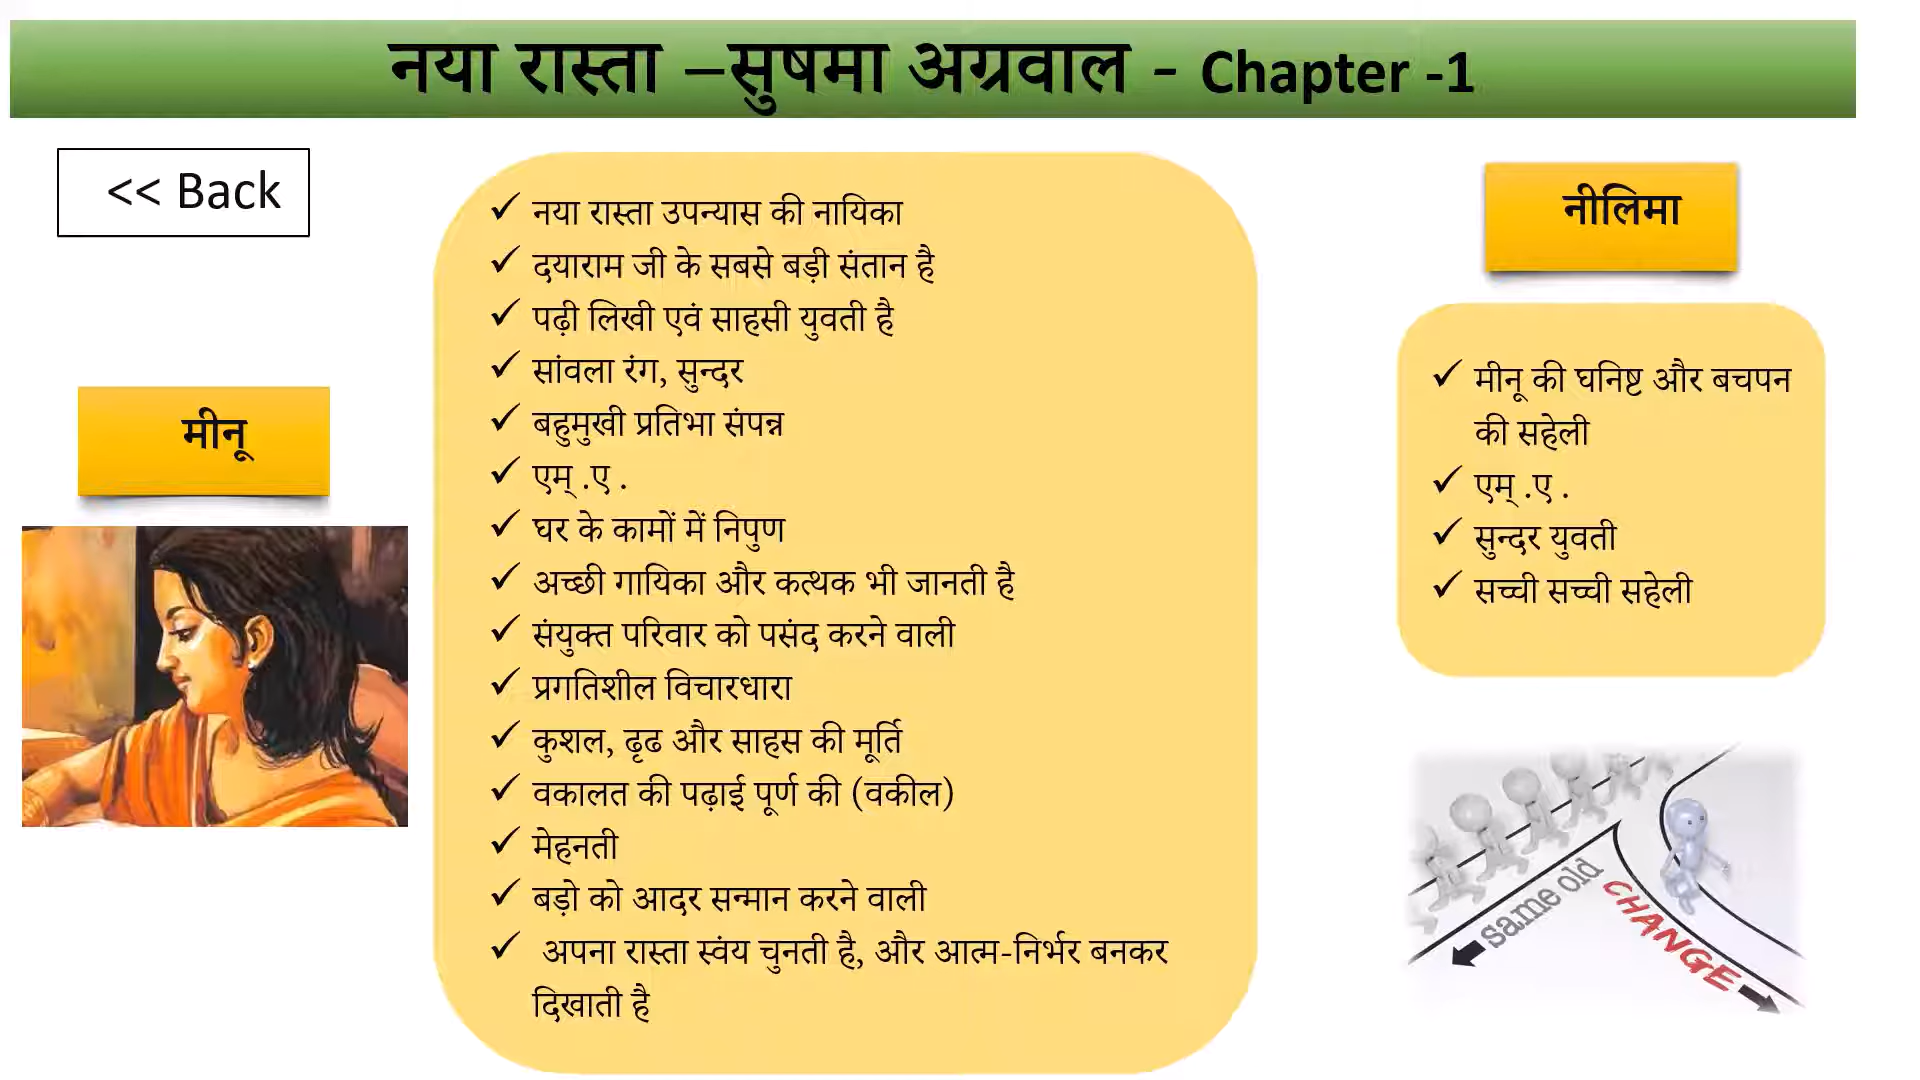 नया रास्ता –सुषमा अग्रवाल - Chapter -1
<< Back
मीनू
✓ नया रास्ता उपन्यास की नायिका
✓ दयाराम जी के सबसे बड़ी संतान है
✓ पढ़ी लिखी एवं साहसी युवती है
✓ सांवला रंग, सुन्दर
✓ बहुमुखी प्रतिभा संपन्न
✓ एम् .ए .
✓ घर के कामों में निपुण
✓ अच्छी गायिका और कत्थक भी जानती है
✓ संयुक्त परिवार को पसंद करने वाली
✓ प्रगतिशील विचारधारा
✓ कुशल, ढृढ और साहस की मूर्ति
✓ वकालत की पढ़ाई पूर्ण की (वकील)
✓ मेहनती
✓ बड़ो को आदर सन्मान करने वाली
✓ अपना रास्ता स्वंय चुनती है, और आत्म-निर्भर बनकर
दिखाती है
नीलिमा
✓ मीनू की घनिष्ट और बचपन
की सहेली
✓ एम् .ए .
✓ सुन्दर युवती
✓ सच्ची सच्ची सहेली
same old
CHANGE